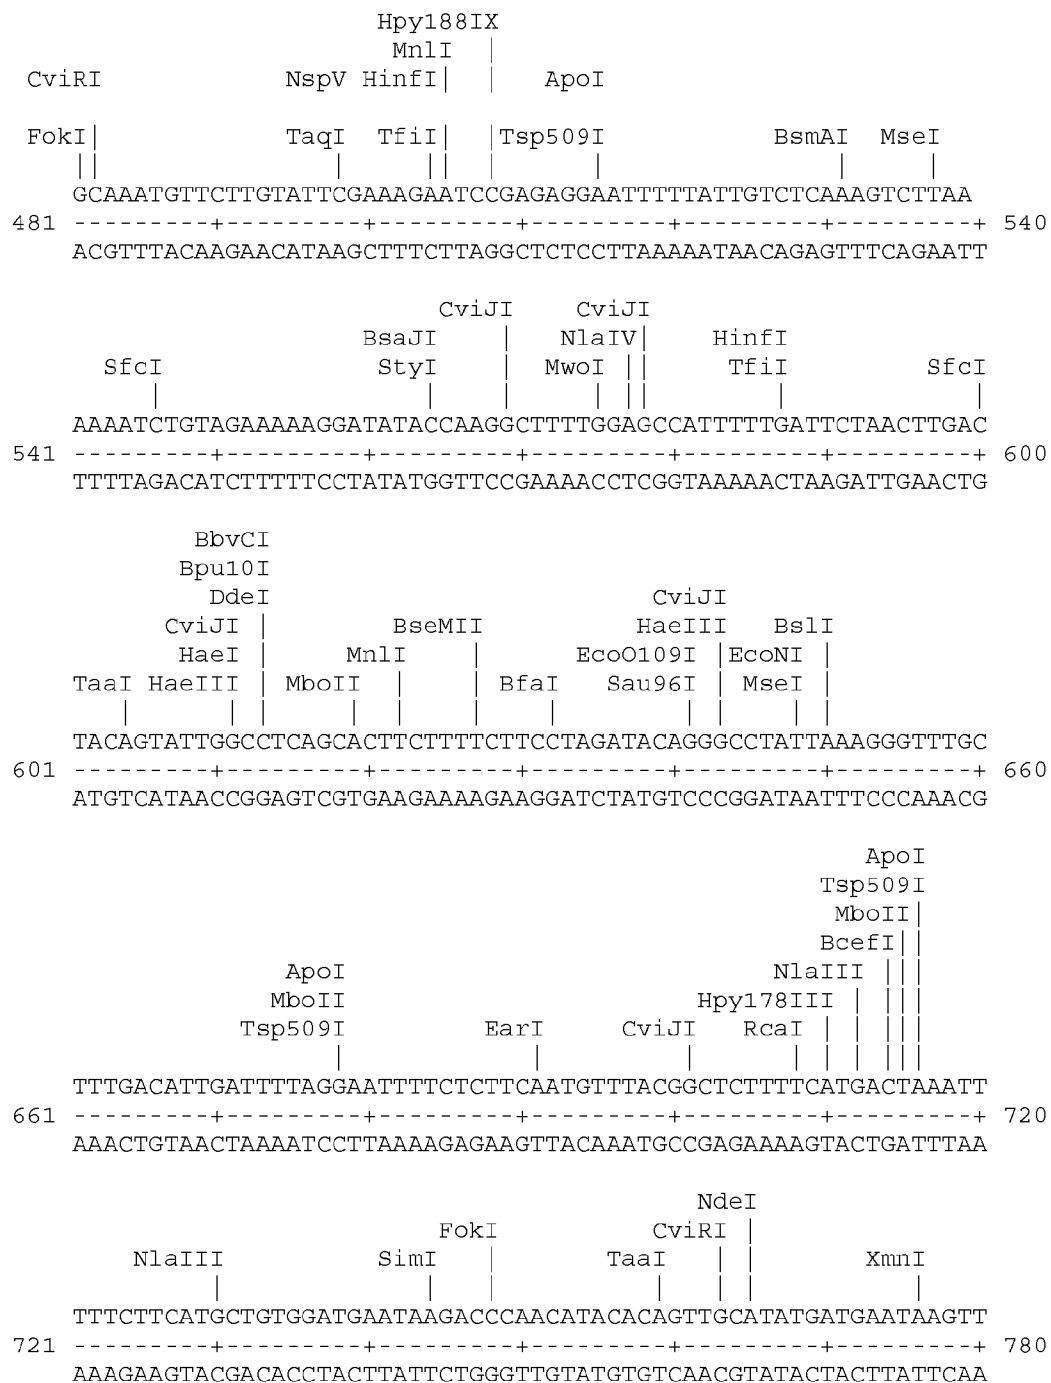 Hpy188IX
MnlI |
CviRI NspV HinfI| | ApoI
FokI| TaqI TfiI| | Tsp509I BsmAI MseI
|| | || | | | |
GCAAATGTTCTTGTATTCGAAAGAATCCGAGAGGAATTTTTATTGTCTCAAAGTCTTAA
481 ---------+---------+---------+---------+---------+---------+ 540
ACGTTTACAAGAACATAAGCTTTCTTAGGCTCTCCTTAAAAATAACAGAGTTTCAGAATT
CviJI CviJI
BsaJI | NlaIV| HinfI
SfcI StyI | MwoI || TfiI SfcI
| | | | || | |
AAAATCTGTAGAAAAAGGATATACCAAGGCTTTTGGAGCCATTTTTGATTCTAACTTGAC
541 ---------+---------+---------+---------+---------+---------+ 600
TTTTAGACATCTTTTTCCTATATGGTTCCGAAAACCTCGGTAAAAACTAAGATTGAACTG
BbvCI
Bpu10I
DdeI CviJI
CviJI | BseMII HaeIII BslI
HaeI | MnlI | EcoO109I |EcoNI |
TaaI HaeIII | MboII | | BfaI Sau96I | MseI |
| | | | | | | | | | |
TACAGTATTGGCCTCAGCACTTCTTTTCTTCCTAGATACAGGGCCTATTAAAGGGTTTGC
601 ---------+---------+---------+---------+---------+---------+ 660
ATGTCATAACCGGAGTCGTGAAGAAAAGAAGGATCTATGTCCCGGATAATTTCCCAAACG
ApoI
Tsp509I
MboII|
BcefI||
ApoI NlaIII |||
MboII Hpy178III | |||
Tsp509I EarI CviJI RcaI | | |||
| | | | | | |||
TTTGACATTGATTTTAGGAATTTTCTCTTCAATGTTTACGGCTCTTTTCATGACTAAATT
661 ---------+---------+---------+---------+---------+---------+ 720
AAACTGTAACTAAAATCCTTAAAAGAGAAGTTACAAATGCCGAGAAAAGTACTGATTTAA
NdeI
FokI CviRI |
NlaIII SimI | TaaI | | XmnI
| | | | | | |
TTTCTTCATGCTGTGGATGAATAAGACCCAACATACACAGTTGCATATGATGAATAAGTT
721 ---------+---------+---------+---------+---------+---------+ 780
AAAGAAGTACGACACCTACTTATTCTGGGTTGTATGTGTCAACGTATACTACTTATTCAA